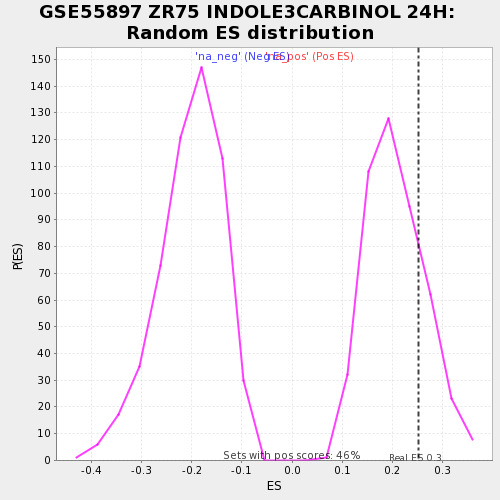 GSE55897 ZR75 INDOLE3CARBINOL 24H:
Random ES distribution
'na_neg' (Neg ES) 'na_pos' (Pos ES)
150
140
130
120
110
100
90
80
70
60
50
40
30
20
10
0
P(ES)
Sets with pos scores: 46%
Real ES 0.3
-0.4 -0.3 -0.2 -0.1 0.0 0.1 0.2 0.3
ES